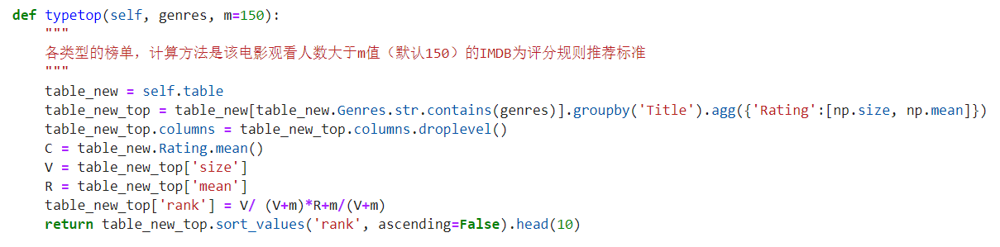 def typetop(self, genres, m=150):
    """
    各类型的榜单，计算方法是该电影观看人数大于m值（默认150）的IMDB为评分规则推荐标准
    """
    table_new = self.table
    table_new_top = table_new[table_new.Genres.str.contains(genres)].groupby('Title').agg({'Rating':[np.size, np.mean]})
    table_new_top.columns = table_new_top.columns.droplevel()
    C = table_new.Rating.mean()
    V = table_new_top['size']
    R = table_new_top['mean']
    table_new_top['rank'] = V/ (V+m)*R+m/(V+m)
    return table_new_top.sort_values('rank', ascending=False).head(10)